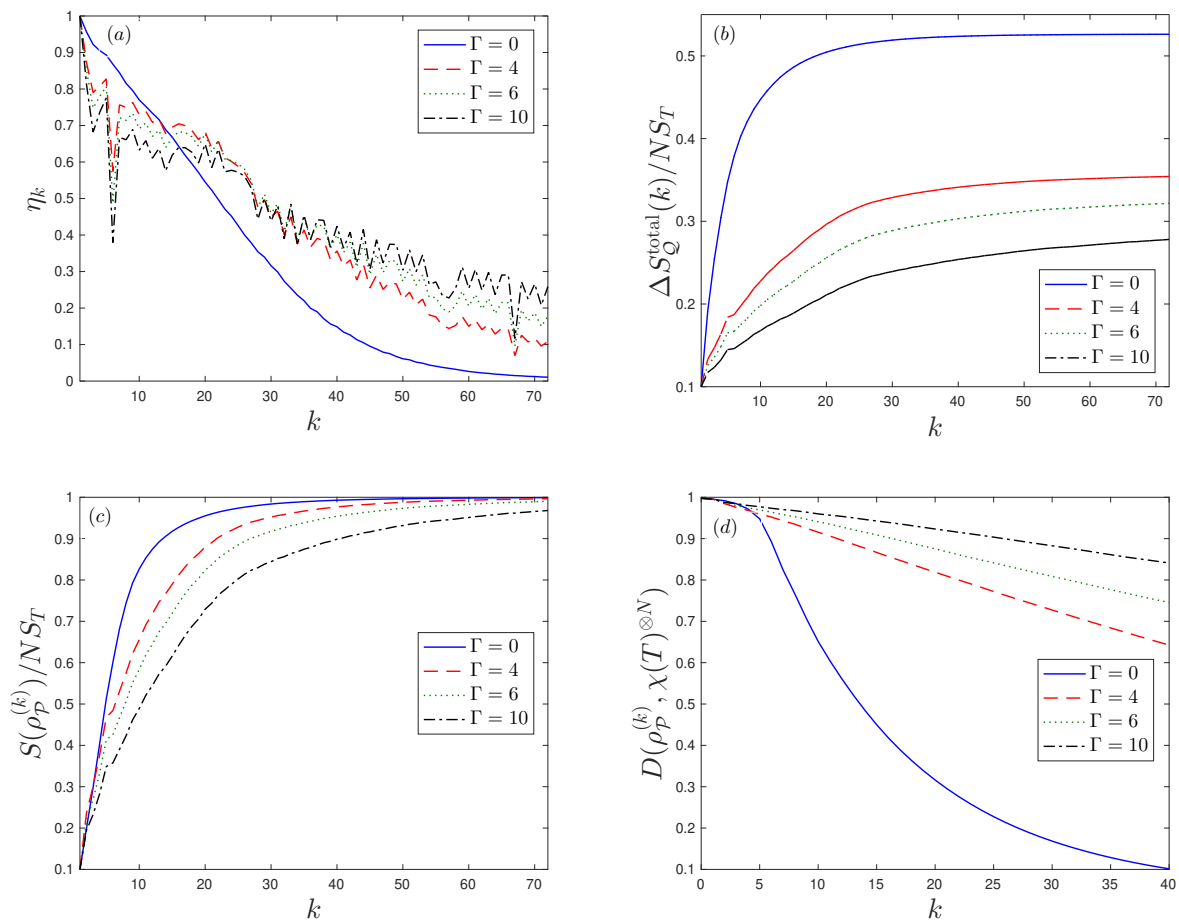 (a)
Γ = 0
Γ = 4
Γ = 6
Γ = 10
η_k
1
0.9
0.8
0.7
0.6
0.5
0.4
0.3
0.2
0.1
0
10 20 30 40 50 60 70
k
(b)
ΔS_𝒬^total(k)/NS_T
0.5
0.4
0.3
0.2
0.1
Γ = 0
Γ = 4
Γ = 6
Γ = 10
10 20 30 40 50 60 70
k
(c)
S(ρ_𝒫^(k))/NS_T
1
0.9
0.8
0.7
0.6
0.5
0.4
0.3
0.2
0.1
Γ = 0
Γ = 4
Γ = 6
Γ = 10
10 20 30 40 50 60 70
k
(d)
D(ρ_𝒫^(k), χ(T)^⊗N)
1
0.9
0.8
0.7
0.6
0.5
0.4
0.3
0.2
0.1
Γ = 0
Γ = 4
Γ = 6
Γ = 10
0 5 10 15 20 25 30 35 40
k